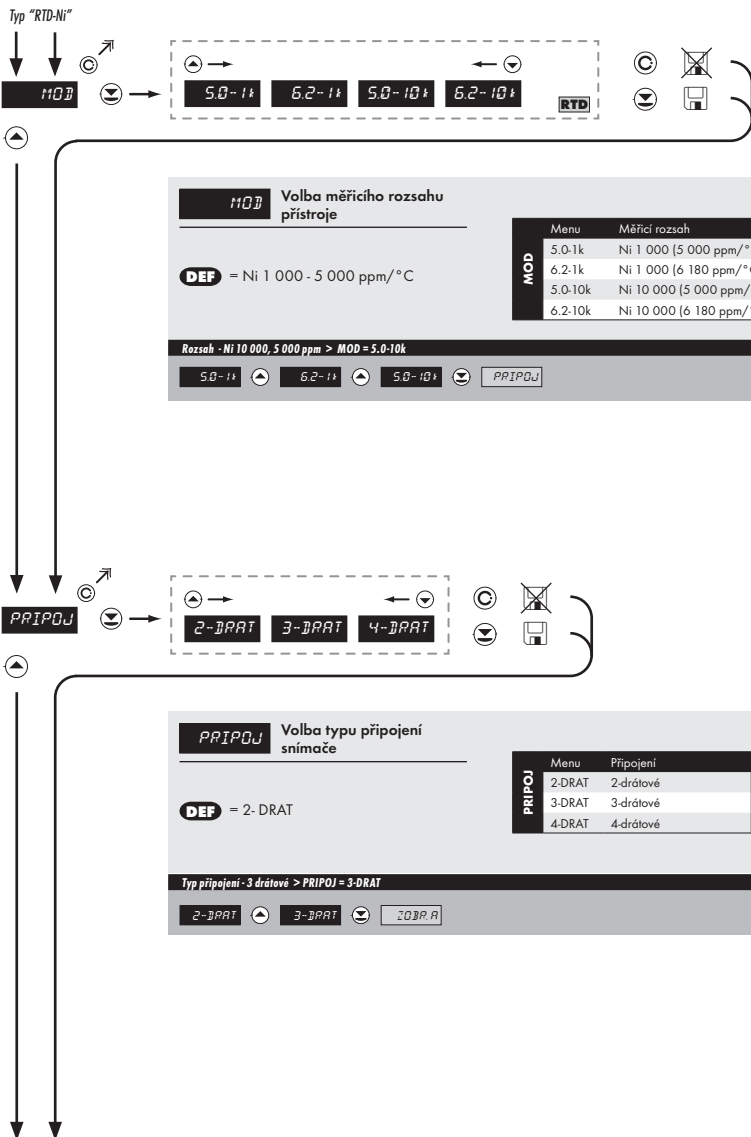 Typ "RTD-Ni"
MOD
5.0-1k 6.2-1k 5.0-10k 6.2-10k
RTD
MOD
Volba měřicího rozsahu
přístroje
DEF = Ni 1 000 - 5 000 ppm/°C
MOD
Menu Měřicí rozsah
5.0-1k Ni 1 000 (5 000 ppm/°
6.2-1k Ni 1 000 (6 180 ppm/°C
5.0-10k Ni 10 000 (5 000 ppm/
6.2-10k Ni 10 000 (6 180 ppm/°
Rozsah - Ni 10 000, 5 000 ppm > MOD = 5.0-10k
5.0-1k 6.2-1k 5.0-10k PRIPOJ
PRIPOJ
2-DRAT 3-DRAT 4-DRAT
PRIPOJ
Volba typu připojení
snímače
DEF = 2- DRAT
PRIPOJ
Menu Připojení
2-DRAT 2-drátové
3-DRAT 3-drátové
4-DRAT 4-drátové
Typ připojení - 3 drátové > PRIPOJ = 3-DRAT
2-DRAT 3-DRAT ZOBR. A